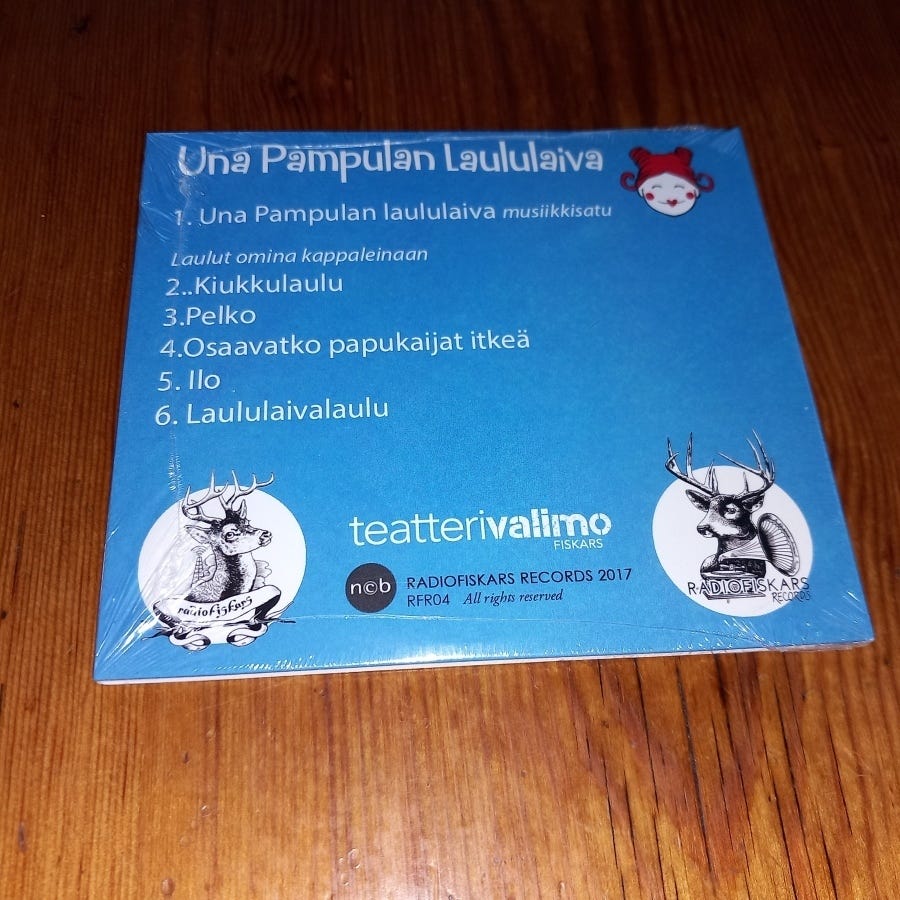 Una Pampulan Laululaiva
1. Una Pampulan laululaiva musiikkisatu
Laulut omina kappaleinaan
2..Kiukkulaulu
3.Pelko
4.Osaavatko papukaijat itkeä
5. Ilo
6. Laululaivalaulu
radiofiskars
teatterivalimo
FISKARS
n©b
RADIOFISKARS RECORDS 2017
RFR04 All rights reserved
RADIOFISKARS
RECORDS